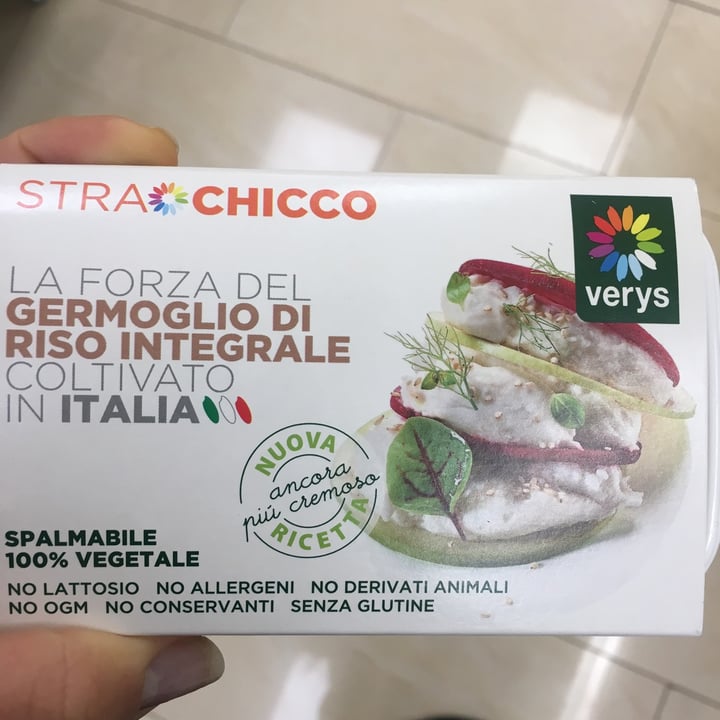 STRA CHICCO
verys
LA FORZA DEL
GERMOGLIO DI
RISO INTEGRALE
COLTIVATO
IN ITALIA
NUOVA
ancora
più cremoso
RICETTA
SPALMABILE
100% VEGETALE
NO LATTOSIO NO ALLERGENI NO DERIVATI ANIMALI
NO OGM NO CONSERVANTI SENZA GLUTINE